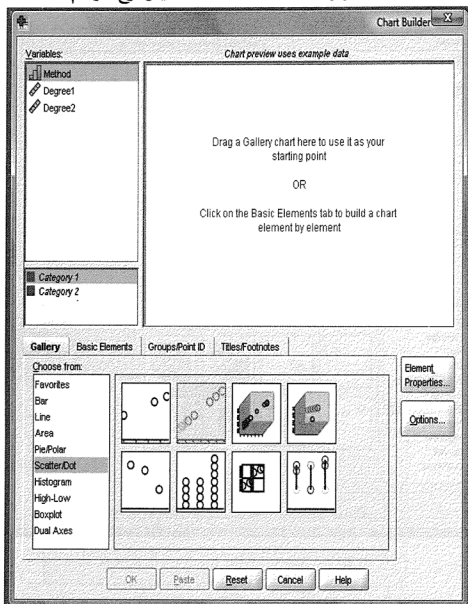 Chart Builder
Variables:
Chart preview uses example data
Method
Degree1
Degree2
Drag a Gallery chart here to use it as your
starting point
OR
Click on the Basic Elements tab to build a chart
element by element
Category 1
Category 2
Gallery
Basic Elements
Groups/Point ID
Titles/Footnotes
Choose from:
Favorites
Bar
Line
Area
Pie/Polar
Scatter/Dot
Histogram
High-Low
Boxplot
Dual Axes
Element
Properties...
Options...
OK
Paste
Reset
Cancel
Help